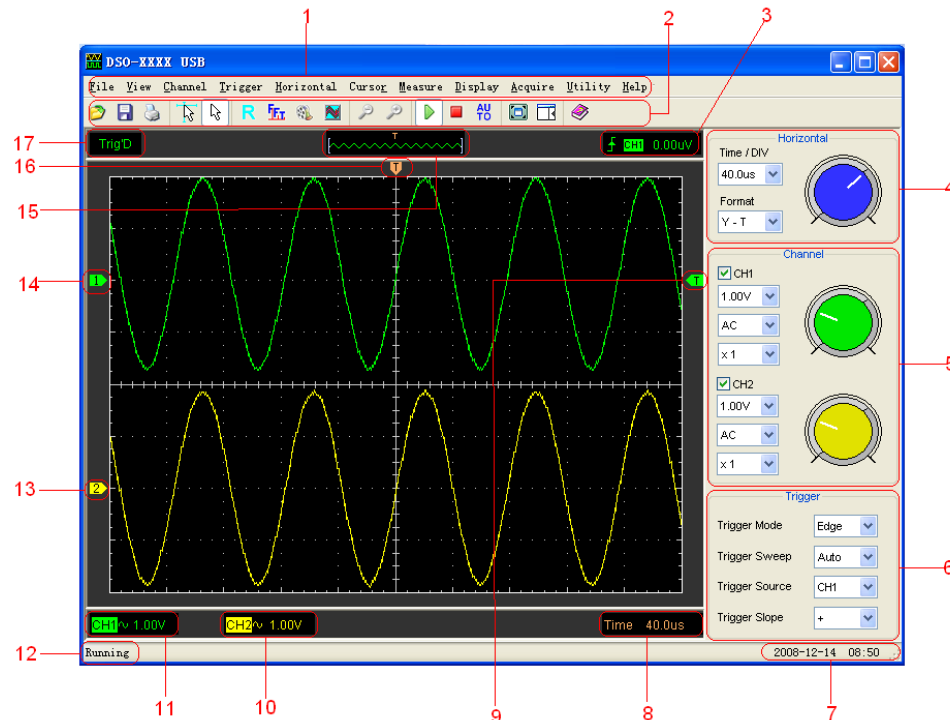 1 2 3
DSO-XXXX USB
File View Channel Trigger Horizontal Cursor Measure Display Acquire Utility Help
R FFT AUTO
17 Trig'D T CH1 0.00uV
Horizontal
16 T
Time / DIV
40.0us
4
Format
15
Y - T
Channel
14 1 T
CH1
1.00V
AC
x 1
5
CH2
1.00V
AC
x 1
13 2
Trigger
Trigger Mode Edge
Trigger Sweep Auto
6
Trigger Source CH1
Trigger Slope +
CH1 ∿ 1.00V CH2 ∿ 1.00V Time 40.0us
12 Running 2008-12-14 08:50
11 10 9 8 7